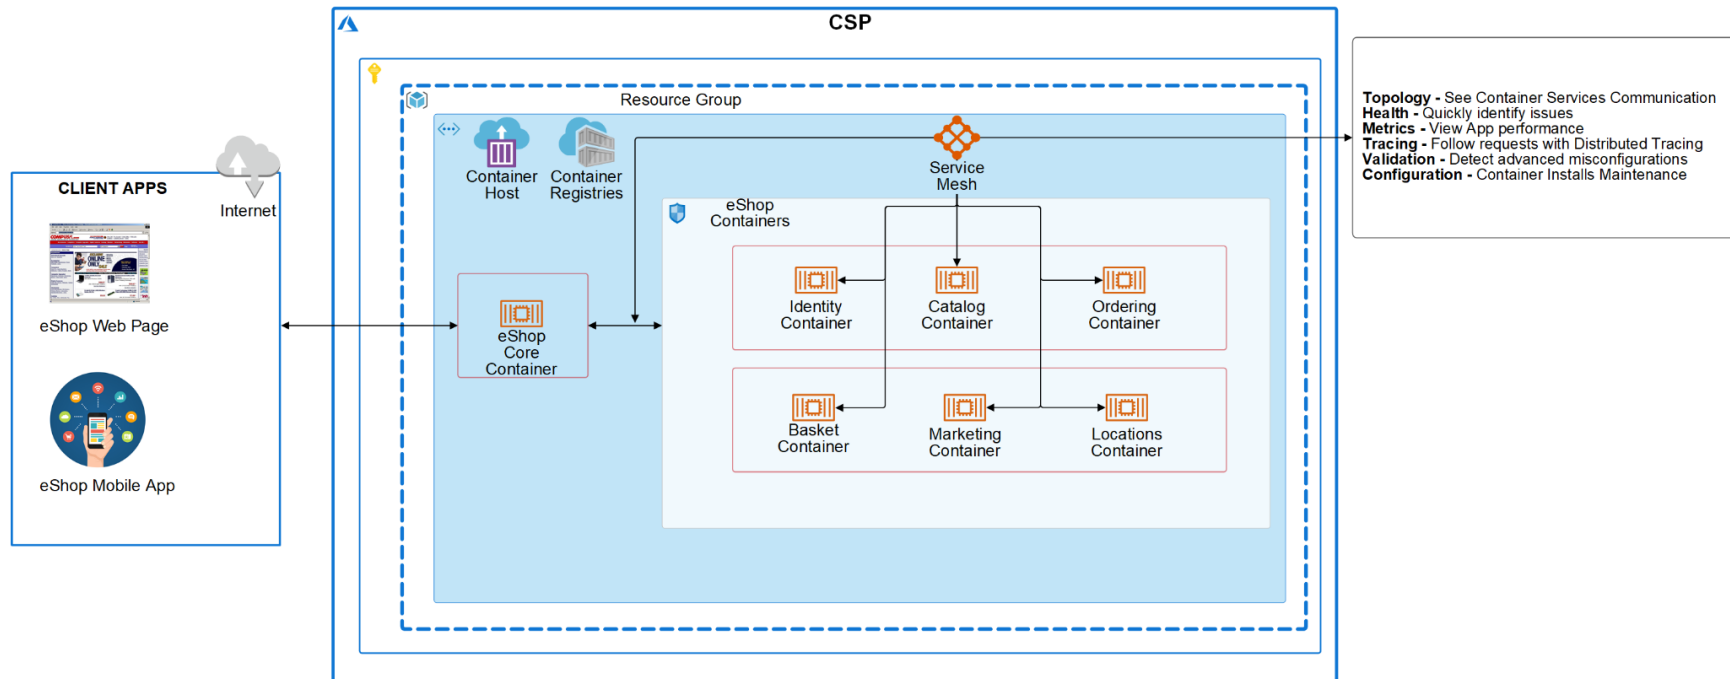 CSP
Resource Group
Topology - See Container Services Communication
Health - Quickly identify issues
Metrics - View App performance
Tracing - Follow requests with Distributed Tracing
Validation - Detect advanced misconfigurations
Configuration - Container Installs Maintenance
CLIENT APPS
Internet
eShop Web Page
eShop Mobile App
Container
Host
Container
Registries
Service
Mesh
eShop
Containers
eShop
Core
Container
Identity
Container
Catalog
Container
Ordering
Container
Basket
Container
Marketing
Container
Locations
Container